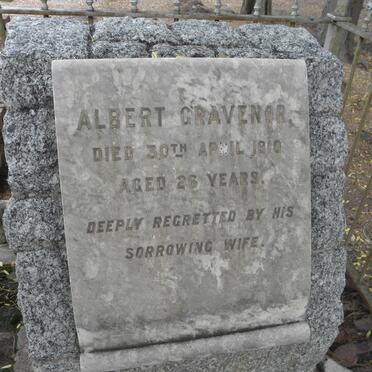 ALBERT GRAVENOR.
DIED 30TH APRIL 1910
AGED 26 YEARS.
DEEPLY REGRETTED BY HIS
SORROWING WIFE.